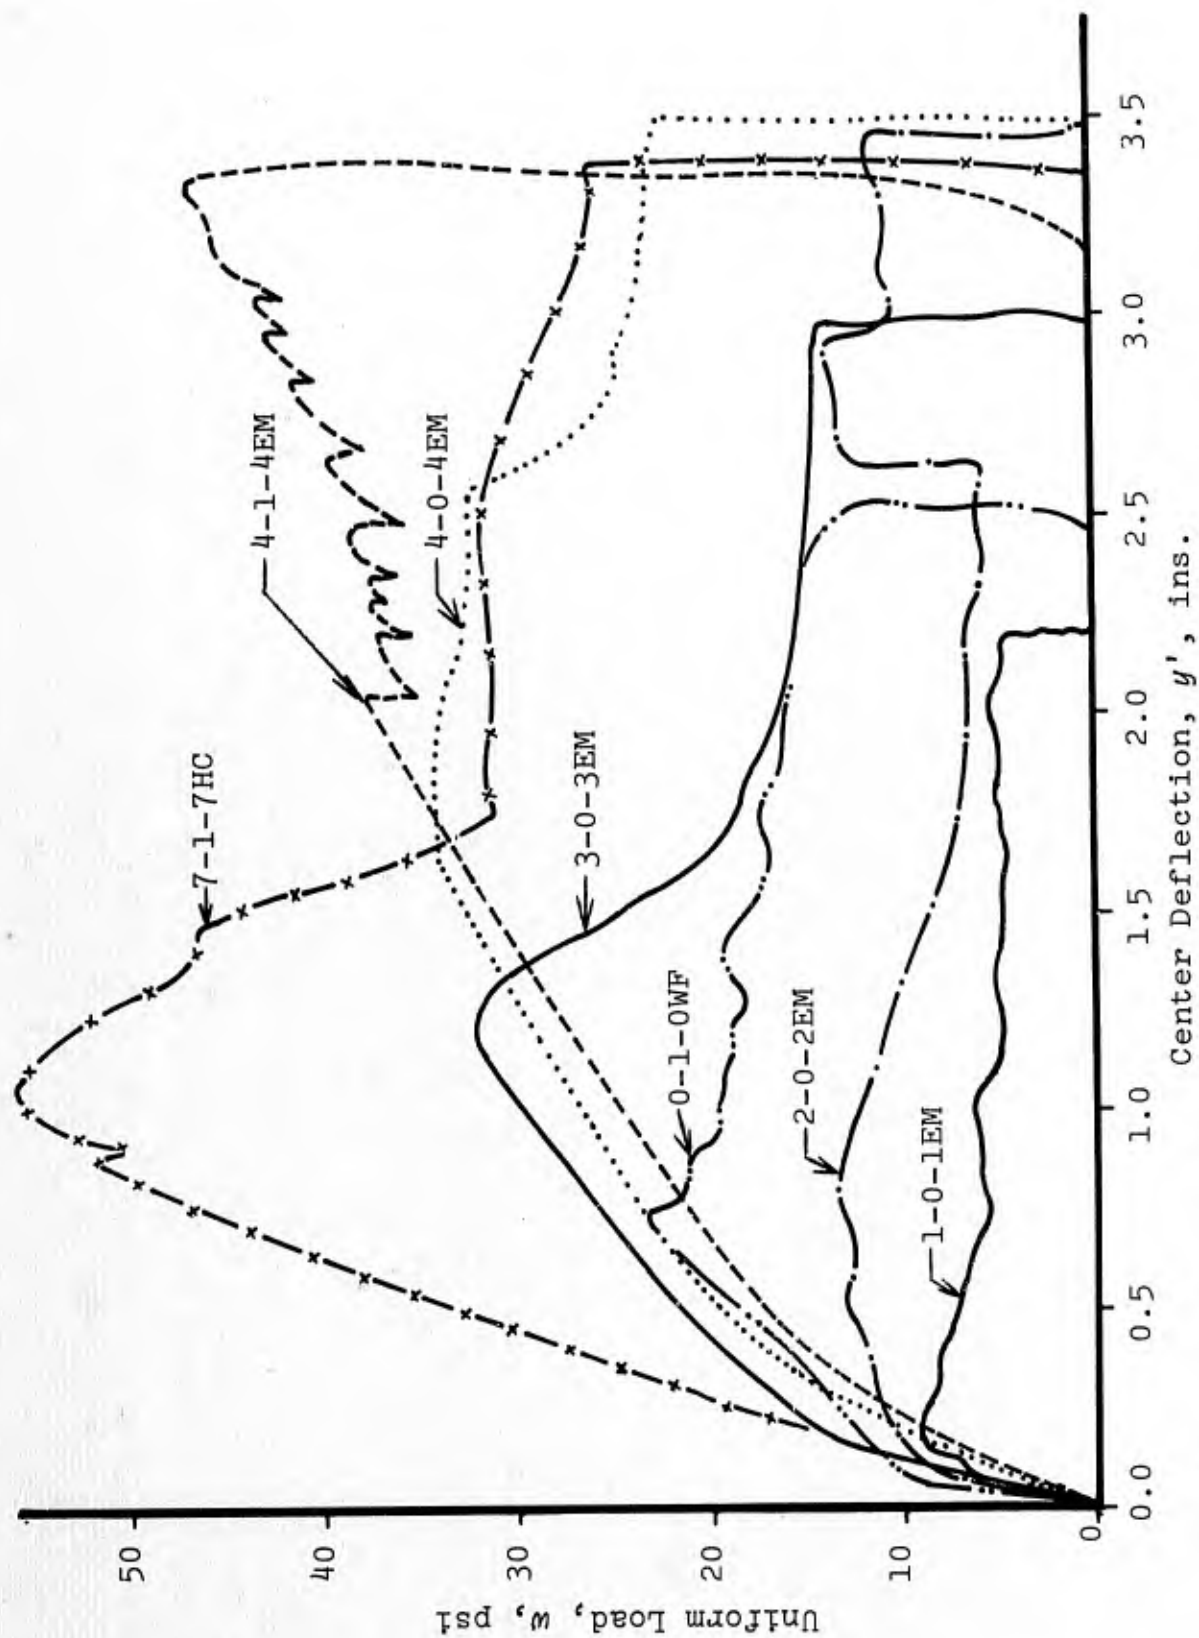 Uniform Load, w, psi
50
40
30
20
10
0
0.0
0.5
1.0
1.5
2.0
2.5
3.0
3.5
Center Deflection, y', ins.
7-1-7HC
4-1-4EM
4-0-4EM
3-0-3EM
0-1-0WF
2-0-2EM
1-0-1EM